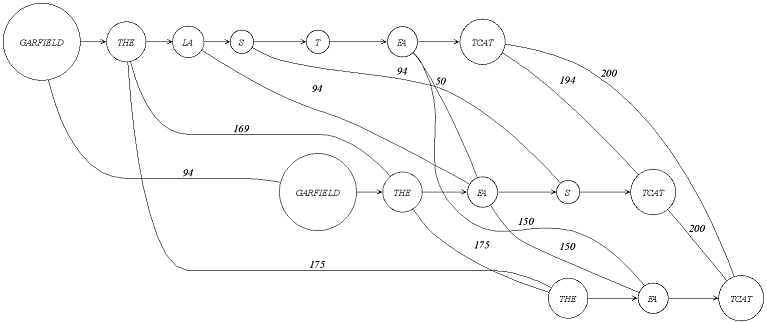 GARFIELD THE LA S T FA TCAT
94 50 194 200
94
169
94
GARFIELD THE FA S TCAT
175 150 150 200
175
THE FA TCAT